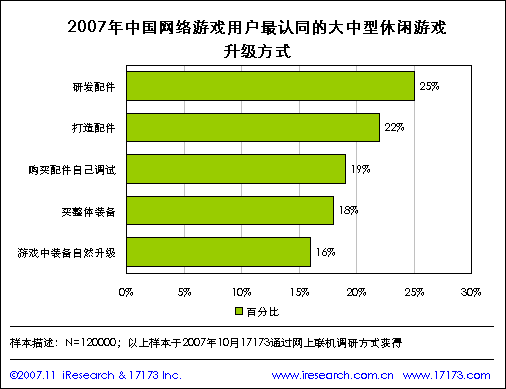 2007年中国网络游戏用户最认同的大中型休闲游戏
升级方式
研发配件
25%
打造配件
22%
购买配件自己调试
19%
买整体装备
18%
游戏中装备自然升级
16%
0%
5%
10%
15%
20%
25%
30%
百分比
样本描述：N=120000；以上样本于2007年10月17173通过网上联机调研方式获得
©2007.11 iResearch & 17173 Inc.
www.iresearch.com.cn www.17173.com